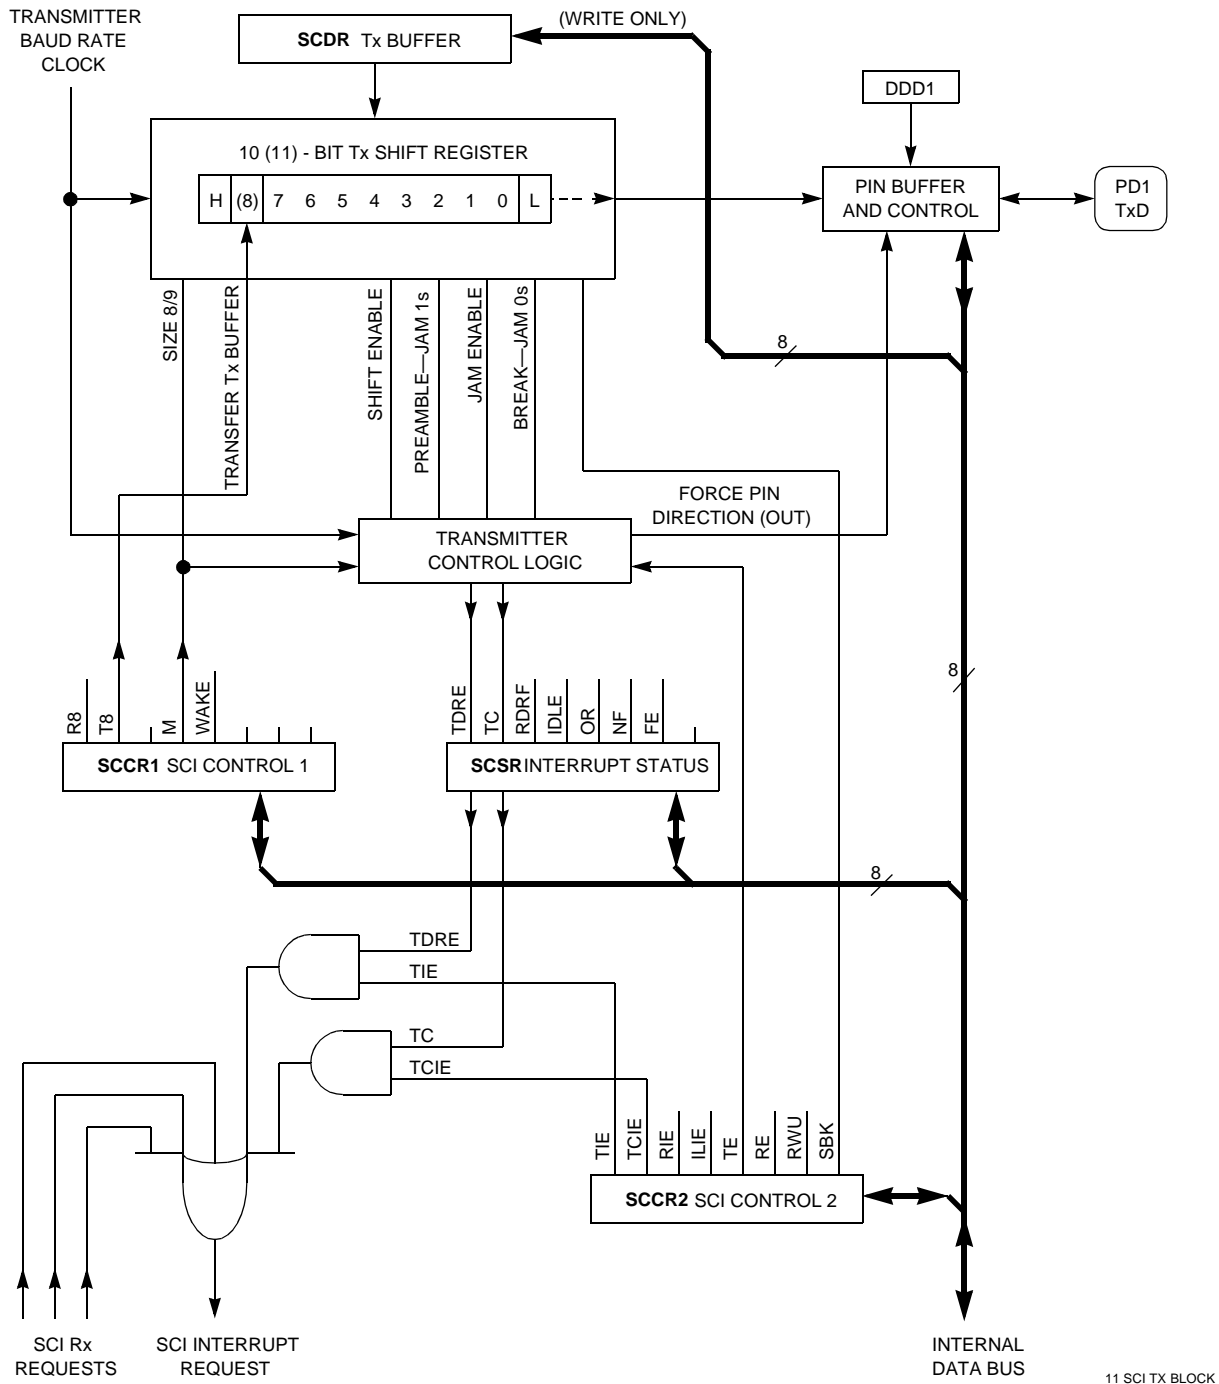 TRANSMITTER
BAUD RATE
CLOCK
SCDR Tx BUFFER
(WRITE ONLY)
DDD1
10 (11) - BIT Tx SHIFT REGISTER
H (8) 7 6 5 4 3 2 1 0 L
PIN BUFFER
AND CONTROL
PD1
TxD
SIZE 8/9
TRANSFER Tx BUFFER
SHIFT ENABLE
PREAMBLE—JAM 1s
JAM ENABLE
BREAK—JAM 0s
8
FORCE PIN
DIRECTION (OUT)
TRANSMITTER
CONTROL LOGIC
8
R8
T8
M
WAKE
TDRE
TC
RDRF
IDLE
OR
NF
FE
SCCR1 SCI CONTROL 1
SCSR INTERRUPT STATUS
8
TDRE
TIE
TC
TCIE
TIE
TCIE
RIE
ILIE
TE
RE
RWU
SBK
SCCR2 SCI CONTROL 2
SCI Rx
REQUESTS
SCI INTERRUPT
REQUEST
INTERNAL
DATA BUS
11 SCI TX BLOCK